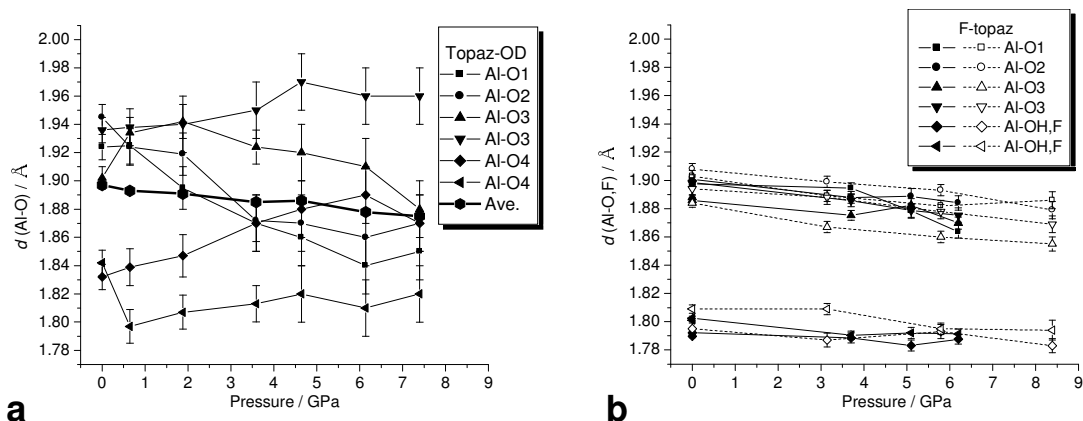 2.00
1.98
1.96
1.94
1.92
1.90
1.88
1.86
1.84
1.82
1.80
1.78
d (Al-O) / Å
0 1 2 3 4 5 6 7 8 9
Pressure / GPa
Topaz-OD
Al-O1
Al-O2
Al-O3
Al-O3
Al-O4
Al-O4
Ave.
a
2.00
1.98
1.96
1.94
1.92
1.90
1.88
1.86
1.84
1.82
1.80
1.78
d (Al-O,F) / Å
0 1 2 3 4 5 6 7 8 9
Pressure / GPa
F-topaz
Al-O1
Al-O2
Al-O3
Al-O3
Al-OH,F
Al-OH,F
b